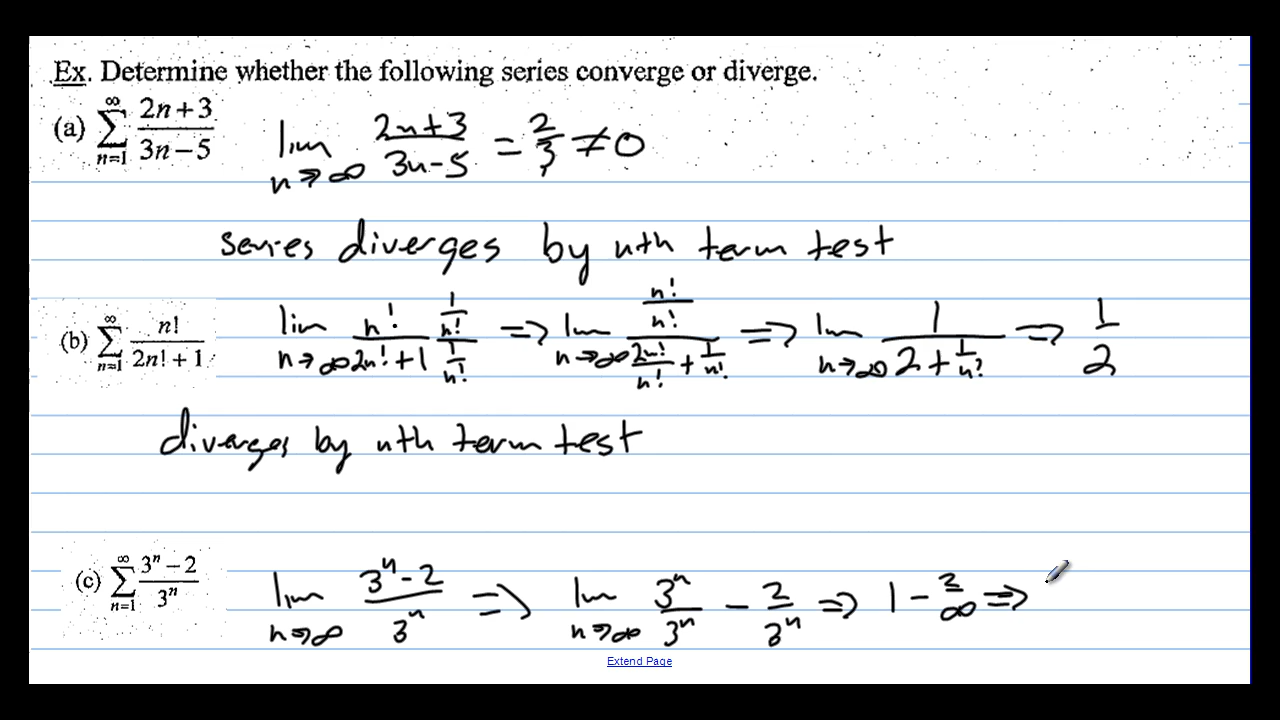 Ex. Determine whether the following series converge or diverge.
(a) ∑_{n=1}^{∞} (2n+3)/(3n−5)   lim_{n→∞} (2n+3)/(3n-5) = 2/3 ≠ 0
series diverges by nth term test
(b) ∑_{n=1}^{∞} n!/(2n!+1)   lim_{n→∞} n!/(2n!+1) (1/n!)/(1/n!) ⇒ lim_{n→∞} (n!/n!)/(2n!/n! + 1/n!) ⇒ lim_{n→∞} 1/(2 + 1/n!) ⇒ 1/2
diverges by nth term test
(c) ∑_{n=1}^{∞} (3^n − 2)/3^n   lim_{n→∞} (3^n - 2)/3^n ⇒ lim_{n→∞} 3^n/3^n - 2/3^n ⇒ 1 - 2/∞ ⇒
Extend Page